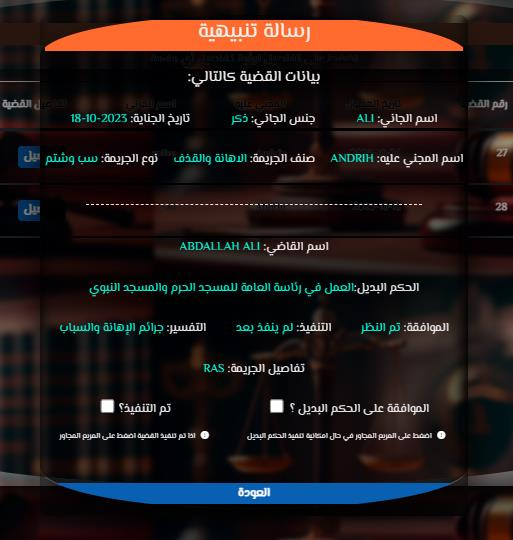 رسالة تنبيهية
بيانات القضية كالتالي:
رقم القضية
اسم الجاني: ALI جنس الجاني: ذكر تاريخ الجناية: 2023-10-18
27
اسم المجني عليه: ANDRIH صنف الجريمة: الاهانة والقذف نوع الجريمة: سب وشتم
28
اسم القاضي: ABDALLAH ALI
الحكم البديل:العمل في رئاسة العامة للمسجد الحرم والمسجد النبوي
الموافقة: تم النظر التنفيذ: لم ينفذ بعد التفسير: جرائم الإهانة والسباب
تفاصيل الجريمة: RAS
الموافقة على الحكم البديل ؟ تم التنفيذ؟
اضغط على المربع المجاور في حال امكانية تنفيذ الحكم البديل اذا تم تنفيذ القضية اضغط على المربع المجاور
العودة